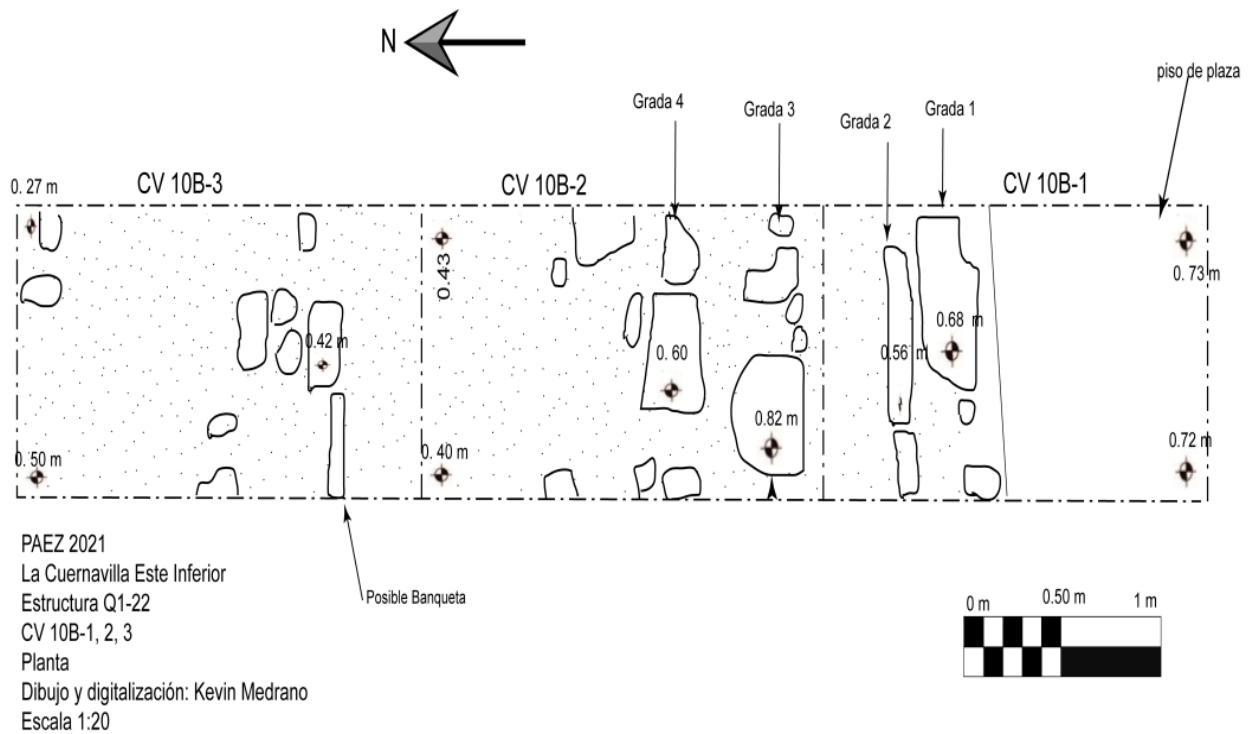 N
piso de plaza
Grada 4
Grada 3
Grada 2
Grada 1
0. 27 m
CV 10B-3
CV 10B-2
CV 10B-1
0.43
0. 73 m
0.42 m
0. 60
0.56 m
0.68 m
0. 50 m
0. 40 m
0.82 m
0. 72 m
Posible Banqueta
PAEZ 2021
La Cuernavilla Este Inferior
Estructura Q1-22
CV 10B-1, 2, 3
Planta
Dibujo y digitalización: Kevin Medrano
Escala 1:20
0 m 0.50 m 1 m